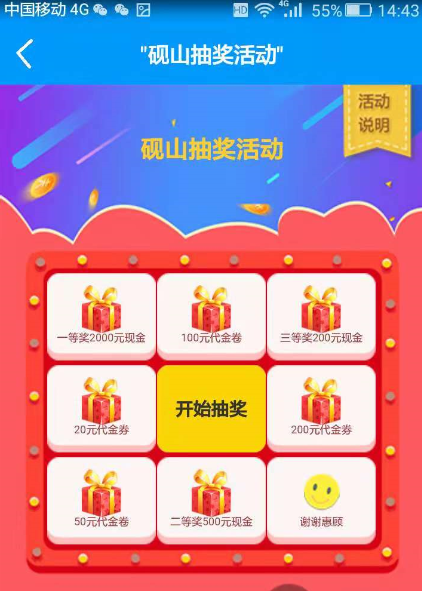 中国移动 4G HD 4G 55% 14:43
"砚山抽奖活动"
活动
说明
砚山抽奖活动
一等奖2000元现金 100元代金卷 三等奖200元现金
20元代金券 开始抽奖 200元代金券
50元代金卷 二等奖500元现金 谢谢惠顾